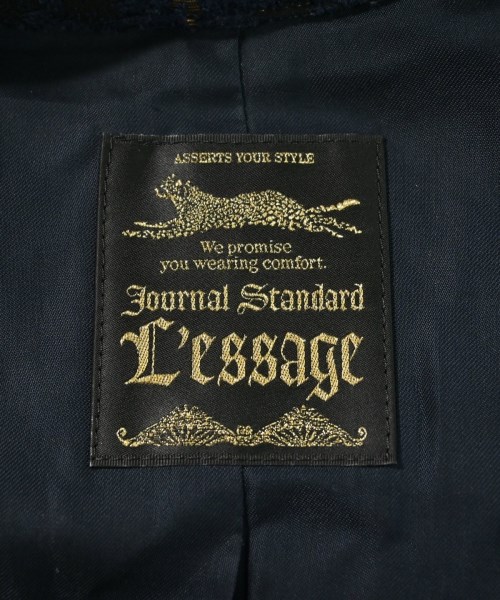 ASSERTS YOUR STYLE
We promise
you wearing comfort.
Journal Standard
L'essage